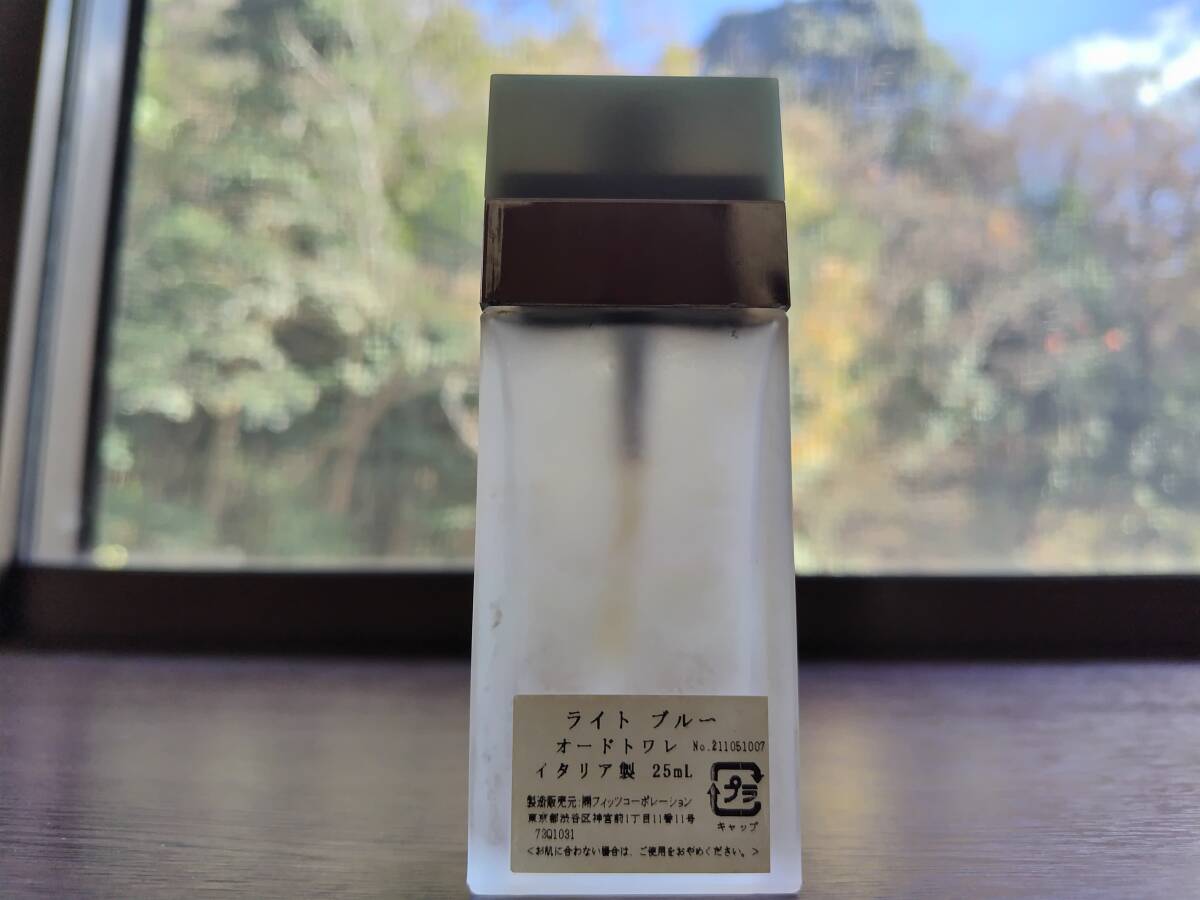 ライト ブルー
オードトワレ No.211051007
イタリア製 25mL
プラ
キャップ
製造販売元:㈱フィッツコーポレーション
東京都渋谷区神宮前1丁目11番11号
73Q1031
<お肌に合わない場合は、ご使用をおやめください。>